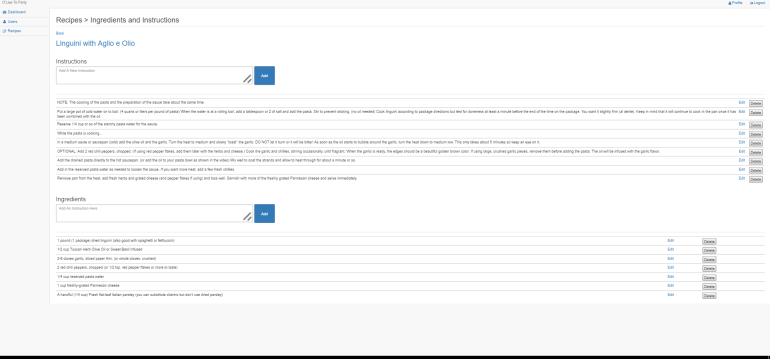 I'd Like To Party
Profile
Logout
Dashboard
Users
Recipes
Recipes > Ingredients and Instructions
Back
Linguini with Aglio e Olio
Instructions
Add A New Instruction
Add
NOTE: The cooking of the pasta and the preparation of the sauce take about the same time. Edit Delete
Put a large pot of cold water on to boil. (4 quarts or liters per pound of pasta) When the water is at a rolling boil, add a tablespoon or 2 of salt and add the pasta. Stir to prevent sticking. (no oil needed) Cook linguini according to package directions but test for doneness at least a minute before the end of the time on the package. You want it slightly firm (al dente). Keep in mind that it will continue to cook in the pan once it has Edit Delete
been combined with the oil.
Reserve 1/4 cup or so of the starchy pasta water for the sauce. Edit Delete
While the pasta is cooking... Edit Delete
In a medium saute or saucepan (cold) add the olive oil and the garlic. Turn the heat to medium and slowly "toast" the garlic. DO NOT let it burn or it will be bitter! As soon as the oil starts to bubble around the garlic, turn the heat down to medium low. This only takes about 5 minutes so keep an eye on it. Edit Delete
OPTIONAL: Add 2 red chili peppers, chopped. (if using red pepper flakes, add them later with the herbs and cheese.) Cook the garlic and chilies, stirring occasionally, until fragrant. When the garlic is ready, the edges should be a beautiful golden brown color. If using large, crushed garlic pieces, remove them before adding the pasta. The oil will be infused with the garlic flavor. Edit Delete
Add the drained pasta directly to the hot saucepan. (or add the oil to your pasta bowl as shown in the video) Mix well to coat the strands and allow to heat through for about a minute or so. Edit Delete
Add in the reserved pasta water as needed to loosen the sauce. If you want more heat, add a few fresh chilies. Edit Delete
Remove pan from the heat, add fresh herbs and grated cheese (and pepper flakes if using) and toss well. Garnish with more of the freshly grated Parmesan cheese and serve immediately. Edit Delete
Ingredients
Add An Instruction Here
Add
1 pound (1 package) dried linguini (also good with spaghetti or fettuccini) Edit Delete
1/2 cup Tuscan Herb Olive Oil or Sweet Basil Infused Edit Delete
cloves garlic, sliced paper thin, (or whole cloves, crushed) Edit Delete
2 red chili peppers, chopped (or 1/2 tsp. red pepper flakes or more to taste) Edit Delete
1/4 cup reserved pasta water Edit Delete
1 cup freshly-grated Parmesan cheese Edit Delete
A handful (1/4 cup) Fresh flat-leaf Italian parsley (you can substitute cilantro but don't use dried parsley) Edit Delete